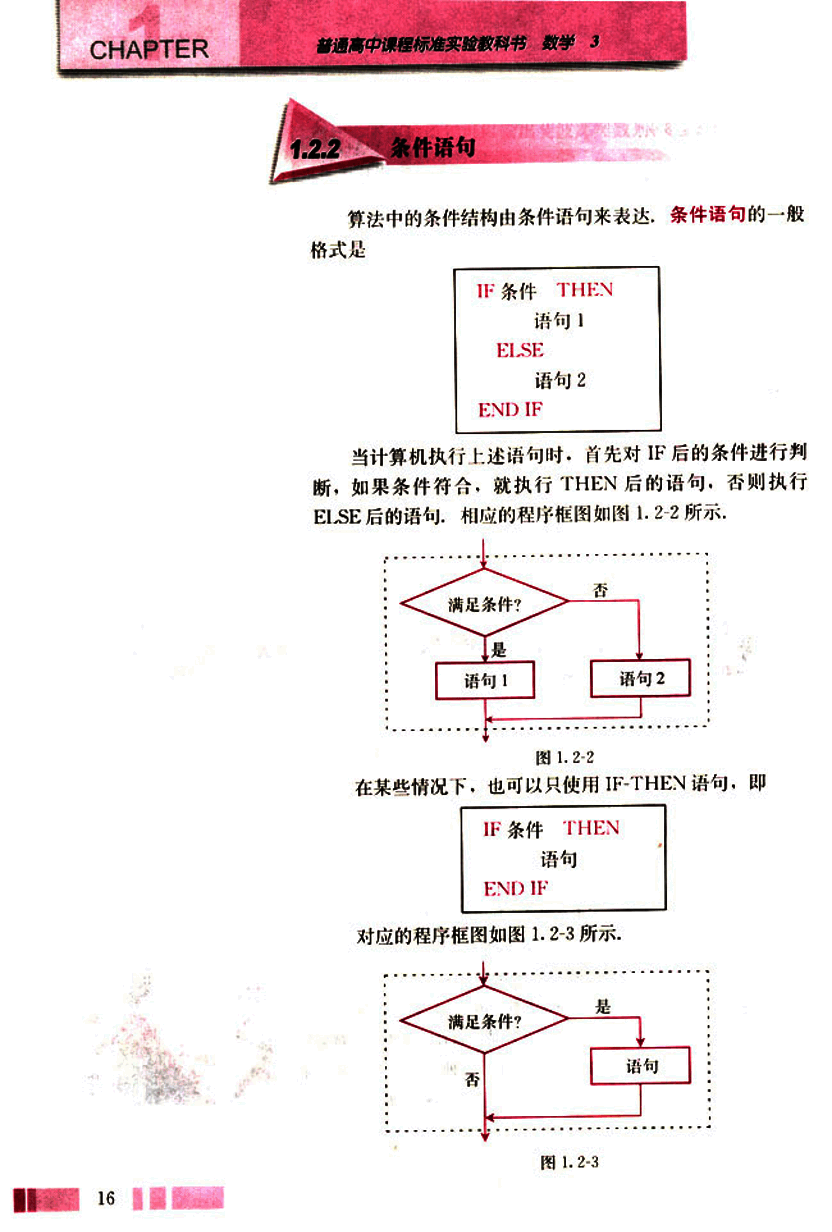 1
CHAPTER
普通高中课程标准实验教科书 数学 3
1.2.2 条件语句
算法中的条件结构由条件语句来表达. 条件语句的一般
格式是
IF 条件 THEN
语句 1
ELSE
语句 2
END IF
当计算机执行上述语句时,首先对 IF 后的条件进行判
断,如果条件符合,就执行 THEN 后的语句,否则执行
ELSE 后的语句. 相应的程序框图如图 1.2-2 所示.
满足条件?
否
是
语句 1
语句 2
图 1.2-2
在某些情况下,也可以只使用 IF-THEN 语句,即
IF 条件 THEN
语句
END IF
对应的程序框图如图 1.2-3 所示.
满足条件?
是
语句
否
图 1.2-3
16